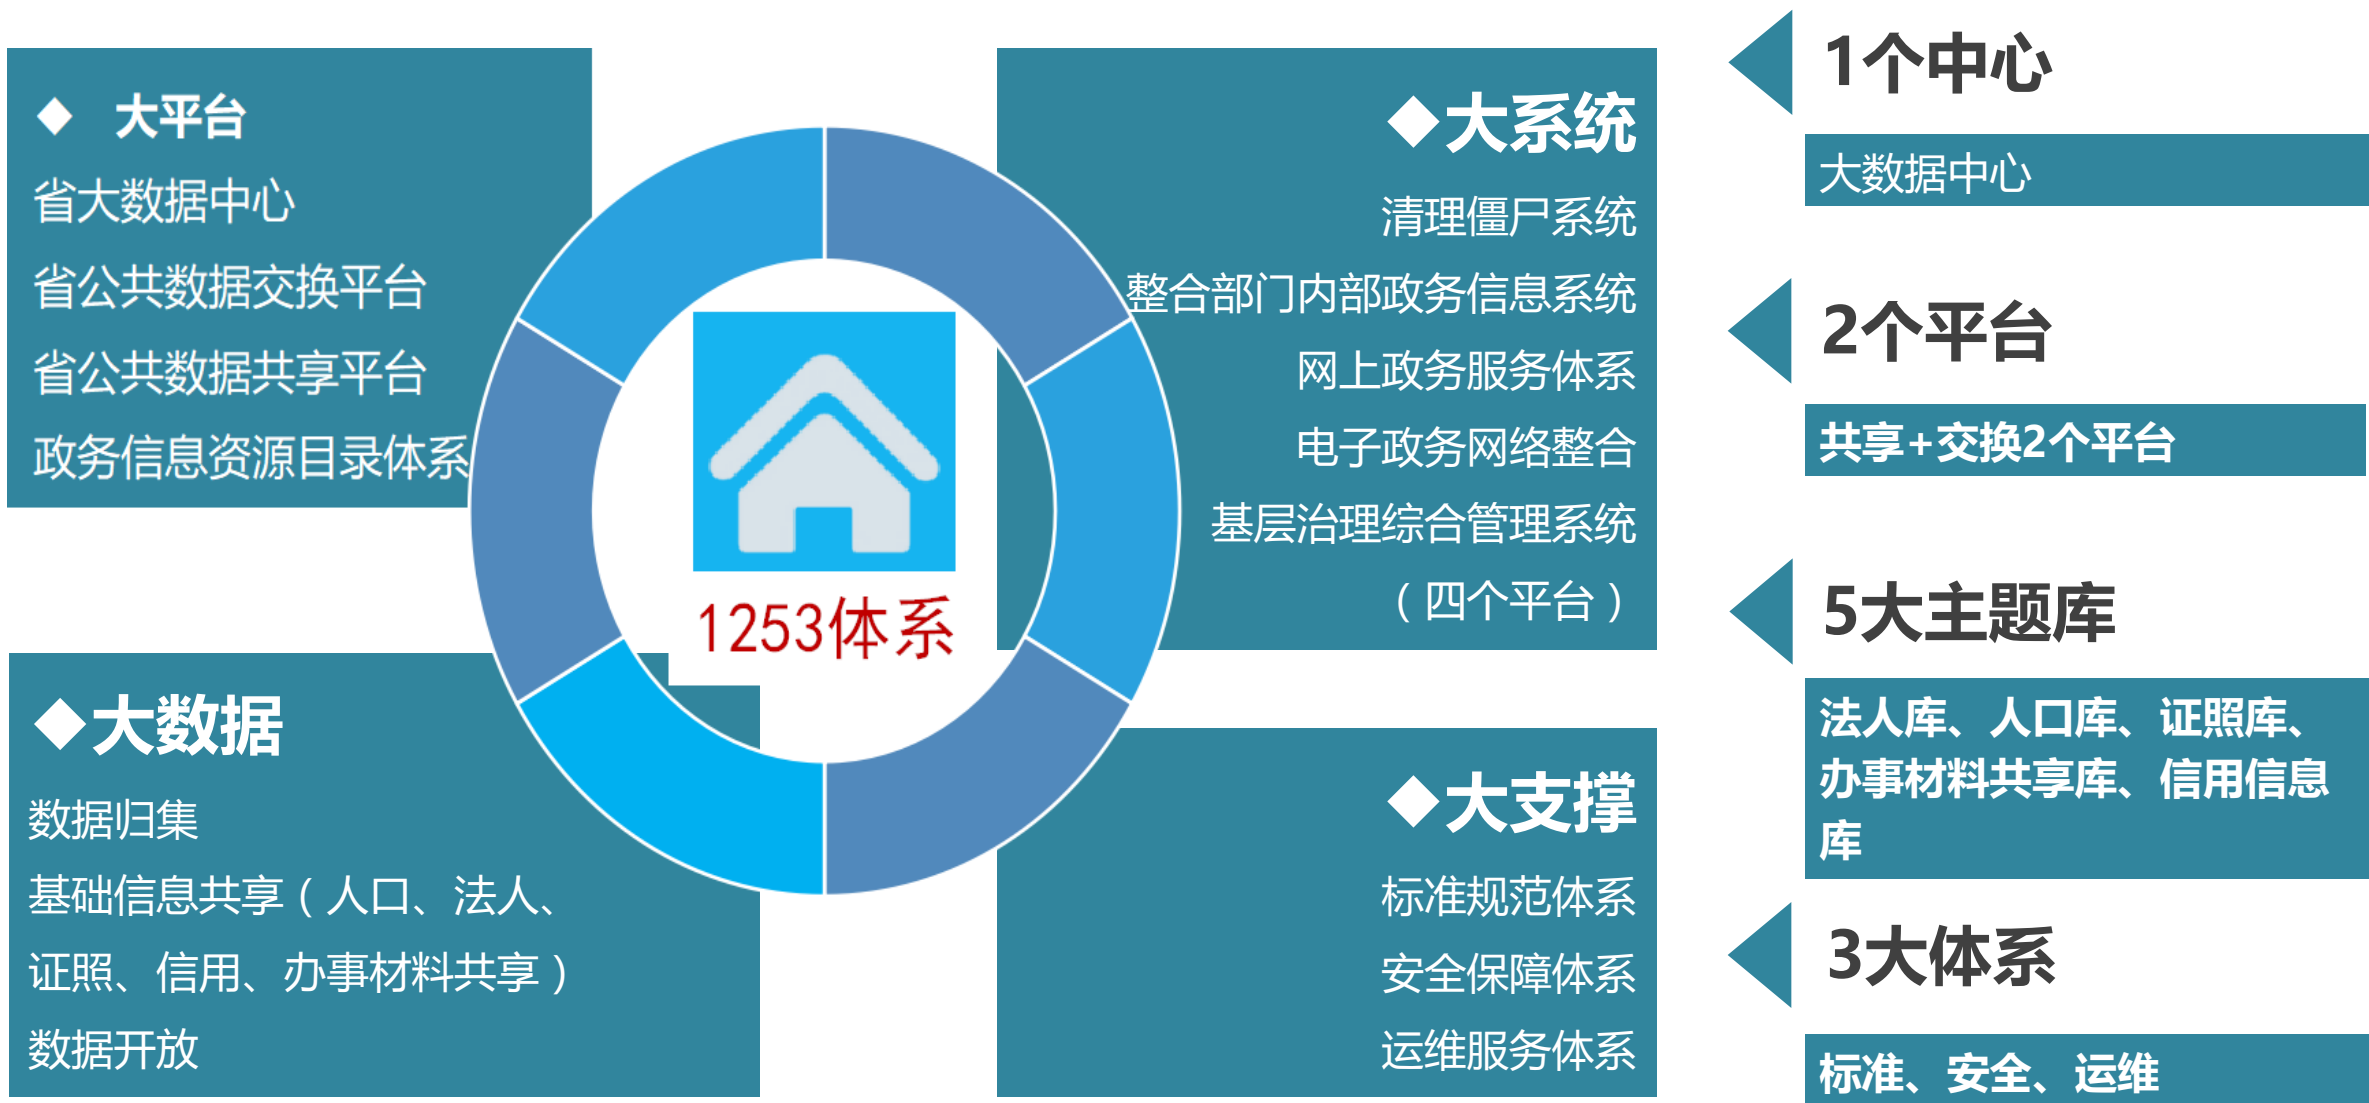 ◆ 大平台
省大数据中心
省公共数据交换平台
省公共数据共享平台
政务信息资源目录体系
◆大系统
清理僵尸系统
整合部门内部政务信息系统
网上政务服务体系
电子政务网络整合
基层治理综合管理系统
（四个平台）
1253体系
◆大数据
数据归集
基础信息共享（人口、法人、
证照、信用、办事材料共享）
数据开放
◆大支撑
标准规范体系
安全保障体系
运维服务体系
1个中心
大数据中心
2个平台
共享+交换2个平台
5大主题库
法人库、人口库、证照库、
办事材料共享库、信用信息
库
3大体系
标准、安全、运维